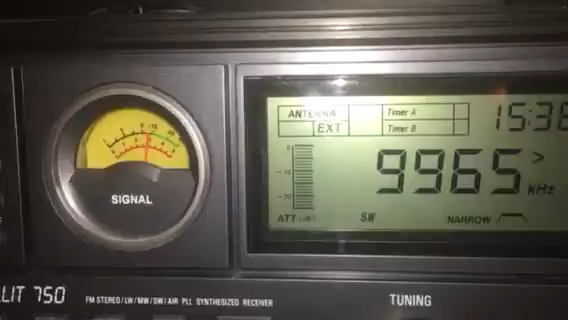 ANTENNA
EXT
Timer A
Timer B
15:38
9965 kHz
ATT
SW
NARROW
SIGNAL
LIT 750
FM STEREO/LW/MW/SW/AIR PLL SYNTHESIZED RECEIVER
TUNING